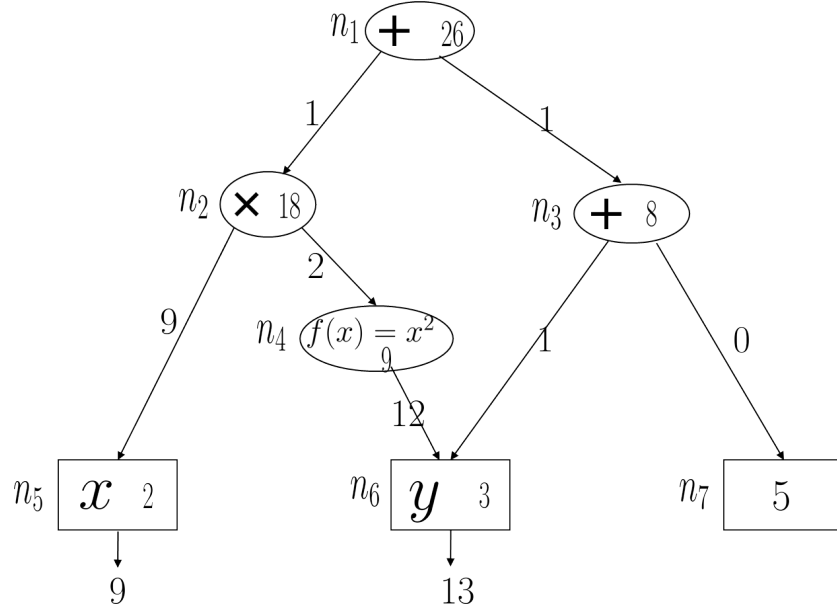 n₁ + 26
1 1
n₂ × 18
n₃ + 8
2
9
n₄ f(x) = x²
9
1 0
12
n₅ x 2
n₆ y 3
n₇ 5
9 13